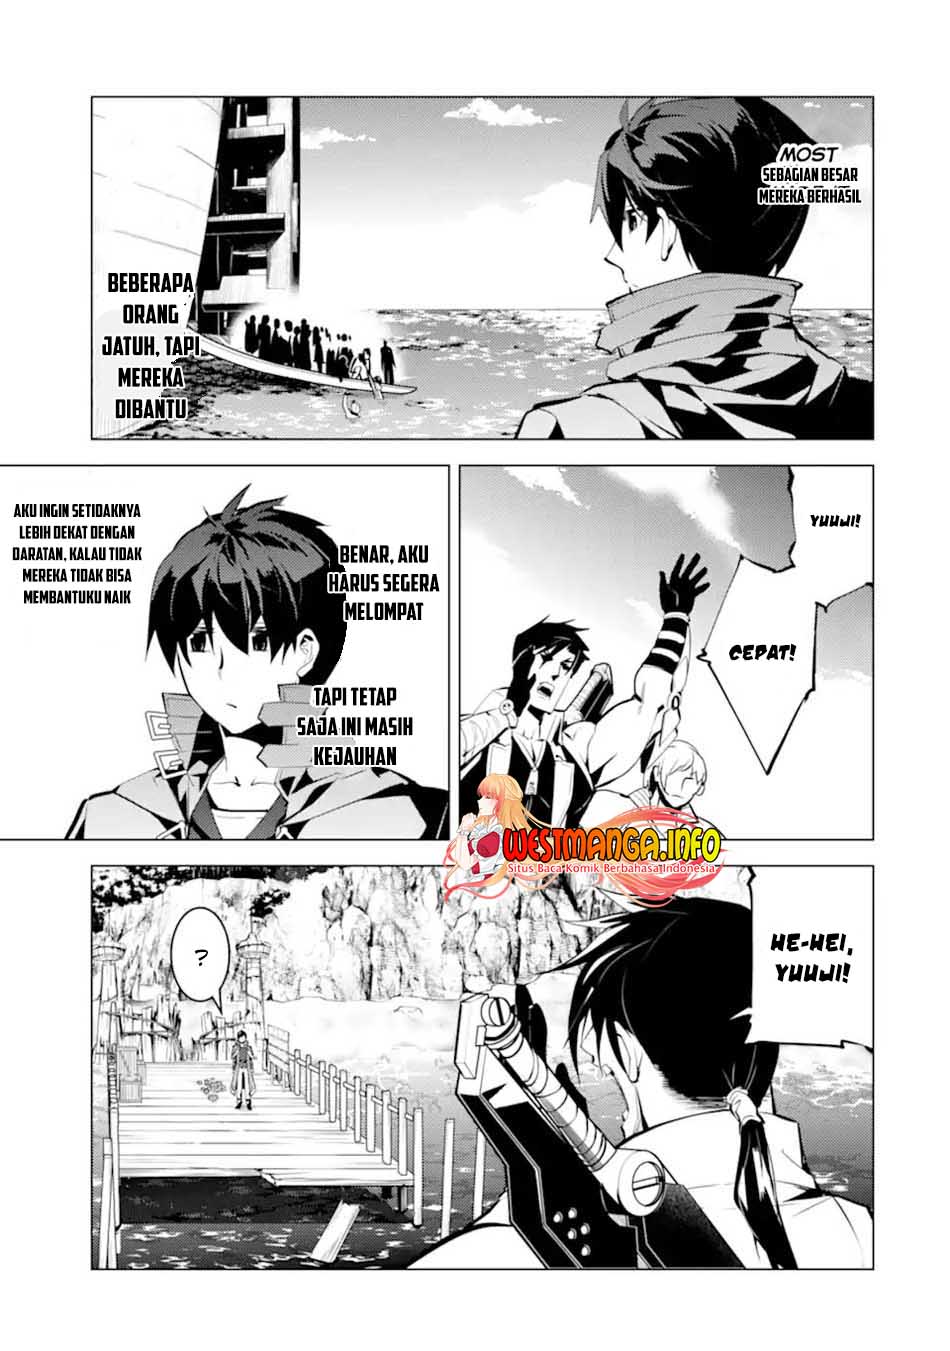 MOST
SEBAGIAN BESAR
MEREKA BERHASIL
BEBERAPA
ORANG
JATUH, TAPI
MEREKA
DIBANTU
YUUJI!
CEPAT!
BENAR, AKU
HARUS SEGERA
MELOMPAT
TAPI TETAP
SAJA INI MASIH
KEJAUHAN
AKU INGIN SETIDAKNYA
LEBIH DEKAT DENGAN
DARATAN, KALAU TIDAK
MEREKA TIDAK BISA
MEMBANTUKU NAIK
WESTMANGA.INFO
Situs Baca Komik Berbahasa Indonesia
HE-HEI,
YUUJI!
?